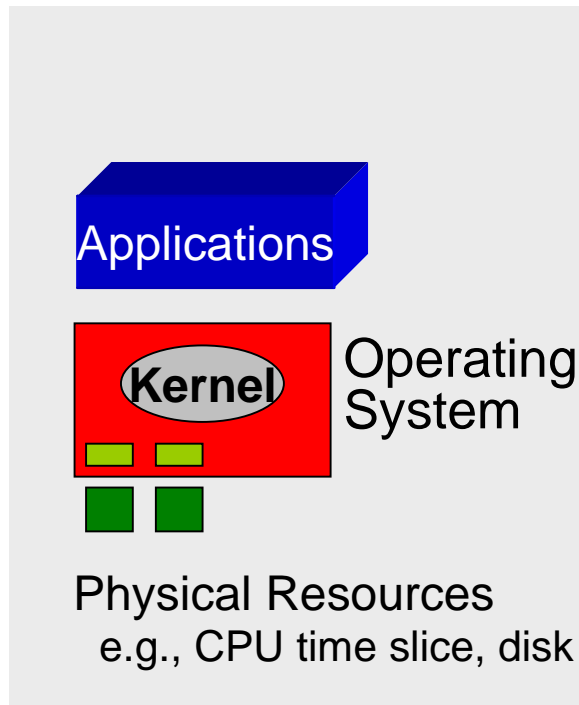 Applications
Kernel
Operating
System
Physical Resources
e.g., CPU time slice, disk